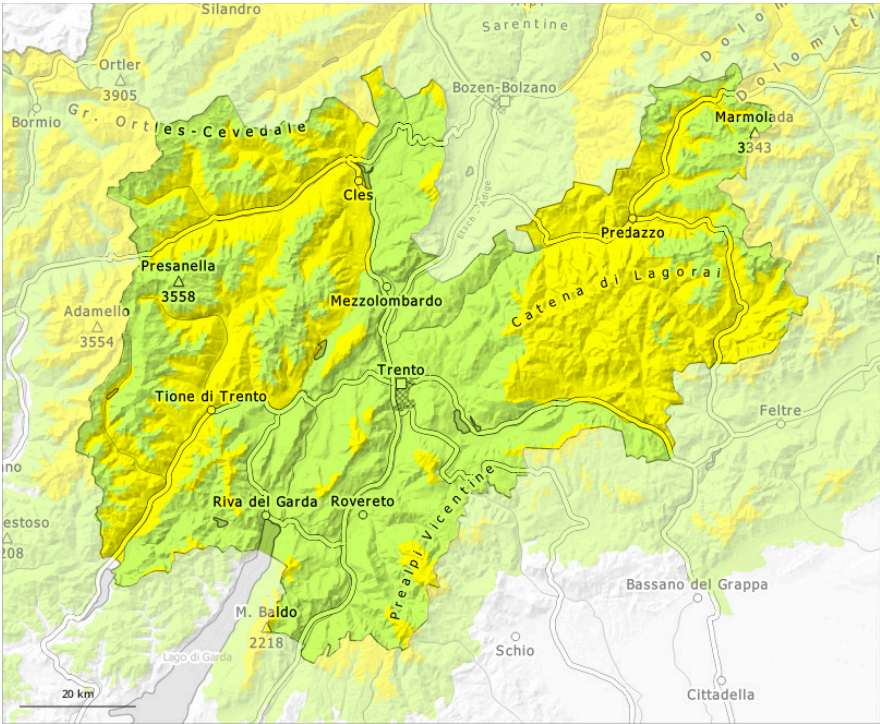 Silandro
Sarentine
Dolomiti
Ortler
3905
Bozen-Bolzano
Bormio
Gr. Ortles-Cevedale
Marmolada
3343
Cles
Etsch - Adige
Predazzo
Presanella
3558
Catena di Lagorai
Mezzolombardo
Adamello
3554
Trento
Tione di Trento
Feltre
Riva del Garda
Rovereto
Prealpi Vicentine
208
Bassano del Grappa
M. Baldo
2218
Schio
Lago di Garda
20 km
Cittadella